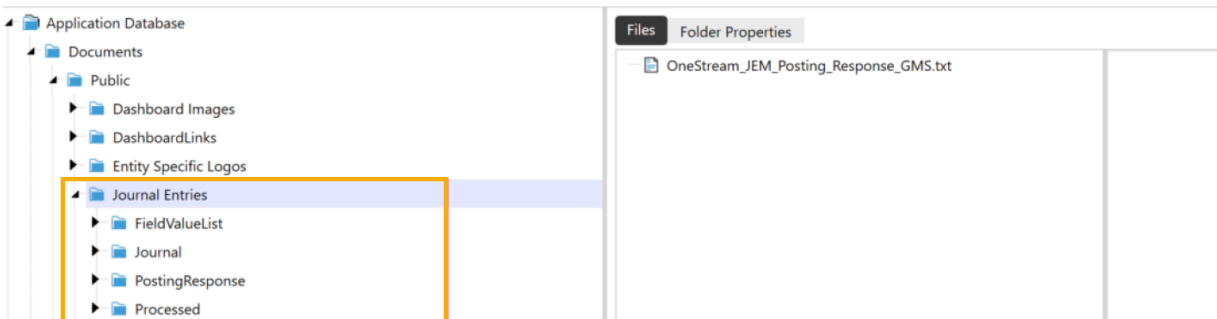 Application Database
Documents
Public
Dashboard Images
DashboardLinks
Entity Specific Logos
Journal Entries
FieldValueList
Journal
PostingResponse
Processed
Files Folder Properties
OneStream_JEM_Posting_Response_GMS.txt